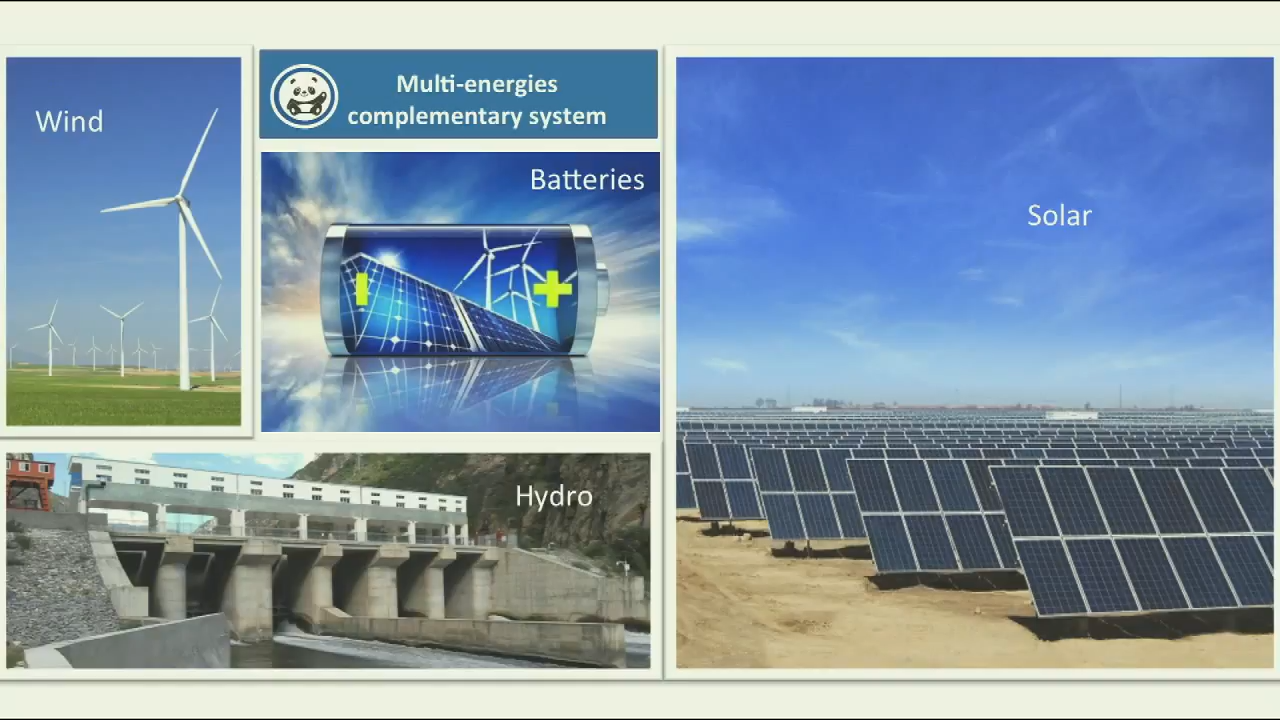 Wind
Multi-energies
complementary system
Batteries
Solar
Hydro